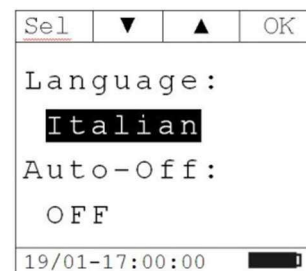 Sel ▼ ▲ OK
Language:
Italian
Auto-Off:
OFF
19/01-17:00:00